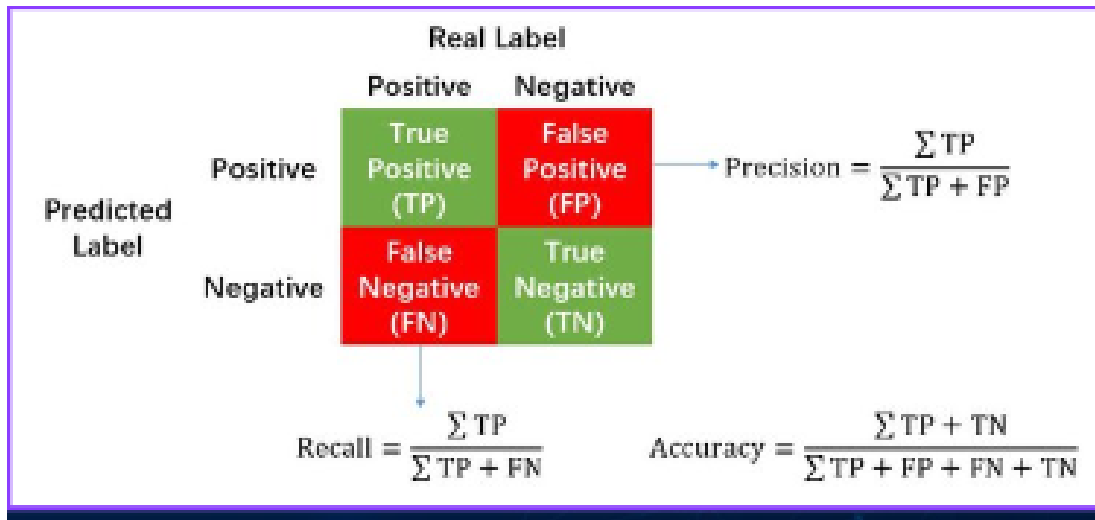 Real Label
Positive Negative
True Positive (TP)
False Positive (FP)
Positive
Precision = ∑ TP / ∑ TP + FP
Predicted
Label
Negative
False Negative (FN)
True Negative (TN)
Recall = ∑ TP / ∑ TP + FN
Accuracy = ∑ TP + TN / ∑ TP + FP + FN + TN